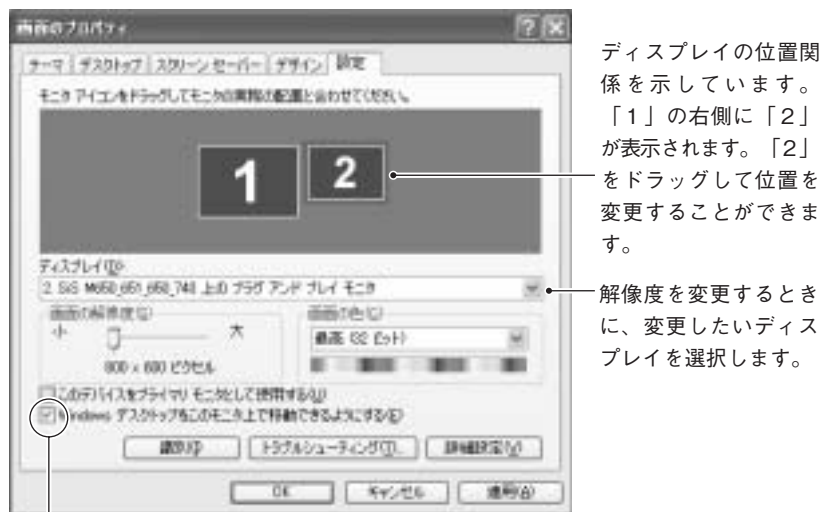 画面のプロパティ
テーマ デスクトップ スクリーン セーバー デザイン 設定
モニタ アイコンをドラッグしてモニタの実際の配置と合わせてください。
1 2
ディスプレイ(D):
2. SiS M650_651_650_740 上の プラグ アンド プレイ モニタ
画面の解像度(S)
小 大
800 x 600 ピクセル
画面の色(C)
最高 (32 ビット)
このデバイスをプライマリ モニタとして使用する(U)
Windows デスクトップをこのモニタ上で移動できるようにする(E)
識別(I) トラブルシューティング(T)... 詳細設定(V)
OK キャンセル 適用(A)
ディスプレイの位置関
係を示しています。
「1」の右側に「2」
が表示されます。「2」
をドラッグして位置を
変更することができま
す。
解像度を変更するとき
に、変更したいディス
プレイを選択します。